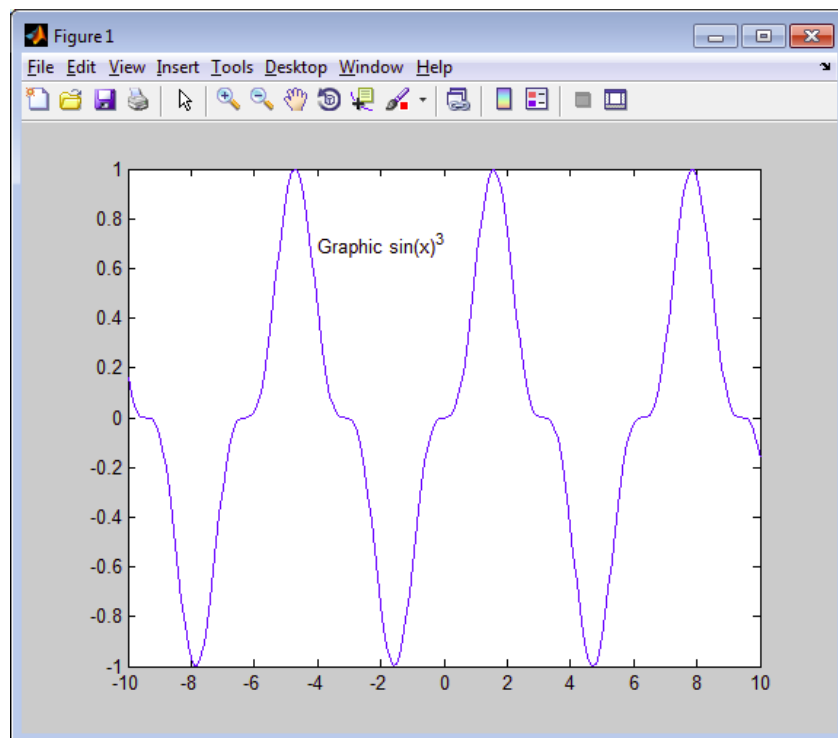 Figure 1
File Edit View Insert Tools Desktop Window Help
1
0.8
Graphic sin(x)³
0.6
0.4
0.2
0
-0.2
-0.4
-0.6
-0.8
-1
-10 -8 -6 -4 -2 0 2 4 6 8 10